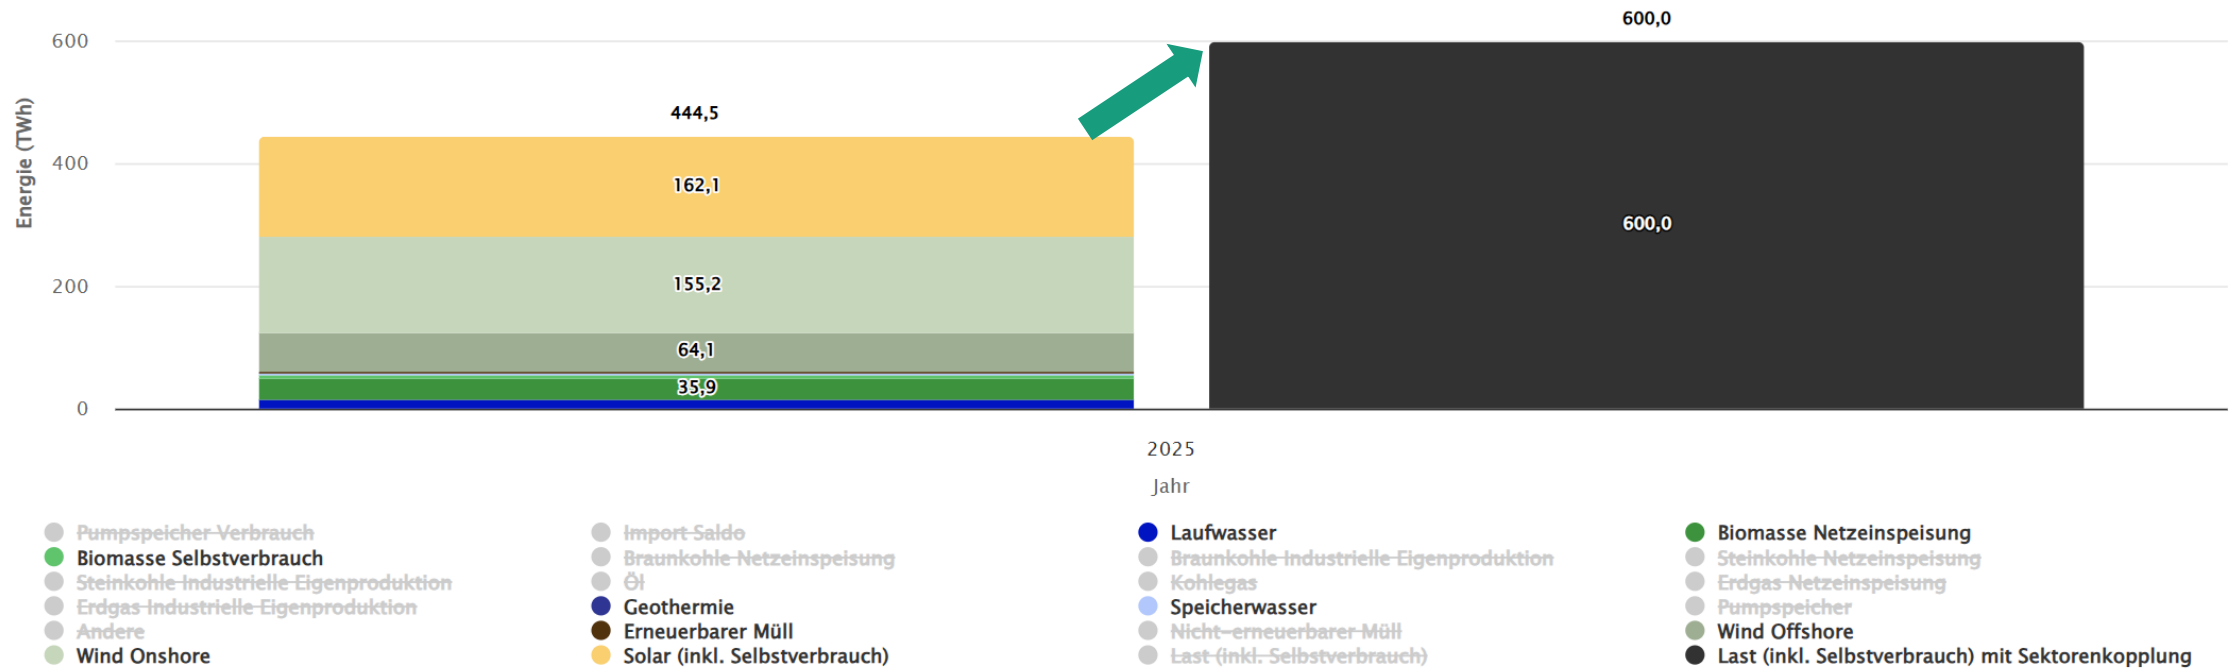 600,0
600
444,5
400
162,1
600,0
Energie (TWh)
155,2
200
64,1
35,9
0
2025
Jahr
Pumpspeicher Verbrauch
Import Saldo
Laufwasser
Biomasse Netzeinspeisung
Biomasse Selbstverbrauch
Braunkohle Netzeinspeisung
Braunkohle Industrielle Eigenproduktion
Steinkohle Netzeinspeisung
Steinkohle Industrielle Eigenproduktion
Öl
Kohlegas
Erdgas Netzeinspeisung
Erdgas Industrielle Eigenproduktion
Geothermie
Speicherwasser
Pumpspeicher
Andere
Erneuerbarer Müll
Nicht-erneuerbarer Müll
Wind Offshore
Wind Onshore
Solar (inkl. Selbstverbrauch)
Last (inkl. Selbstverbrauch)
Last (inkl. Selbstverbrauch) mit Sektorenkopplung